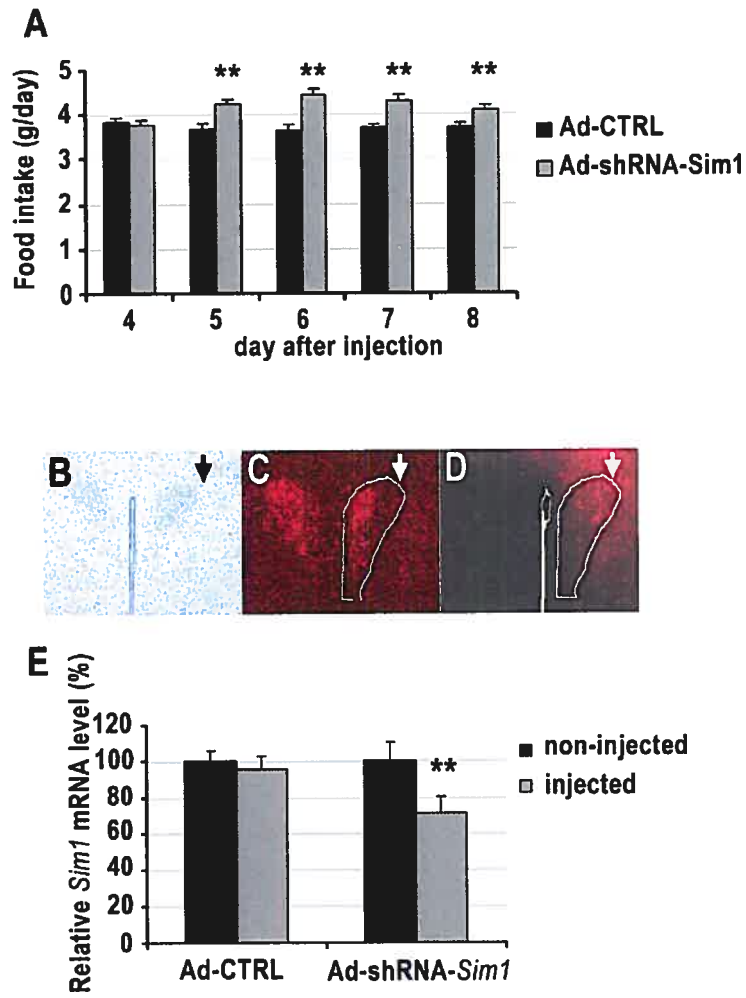 A
Food intake (g/day)
5
4
3
2
1
0
** ** ** **
4 5 6 7 8
day after injection
Ad-CTRL
Ad-shRNA-Sim1
B C D
E
Relative Sim1 mRNA level (%)
120
100
80
60
40
20
0
**
Ad-CTRL Ad-shRNA-Sim1
non-injected
injected